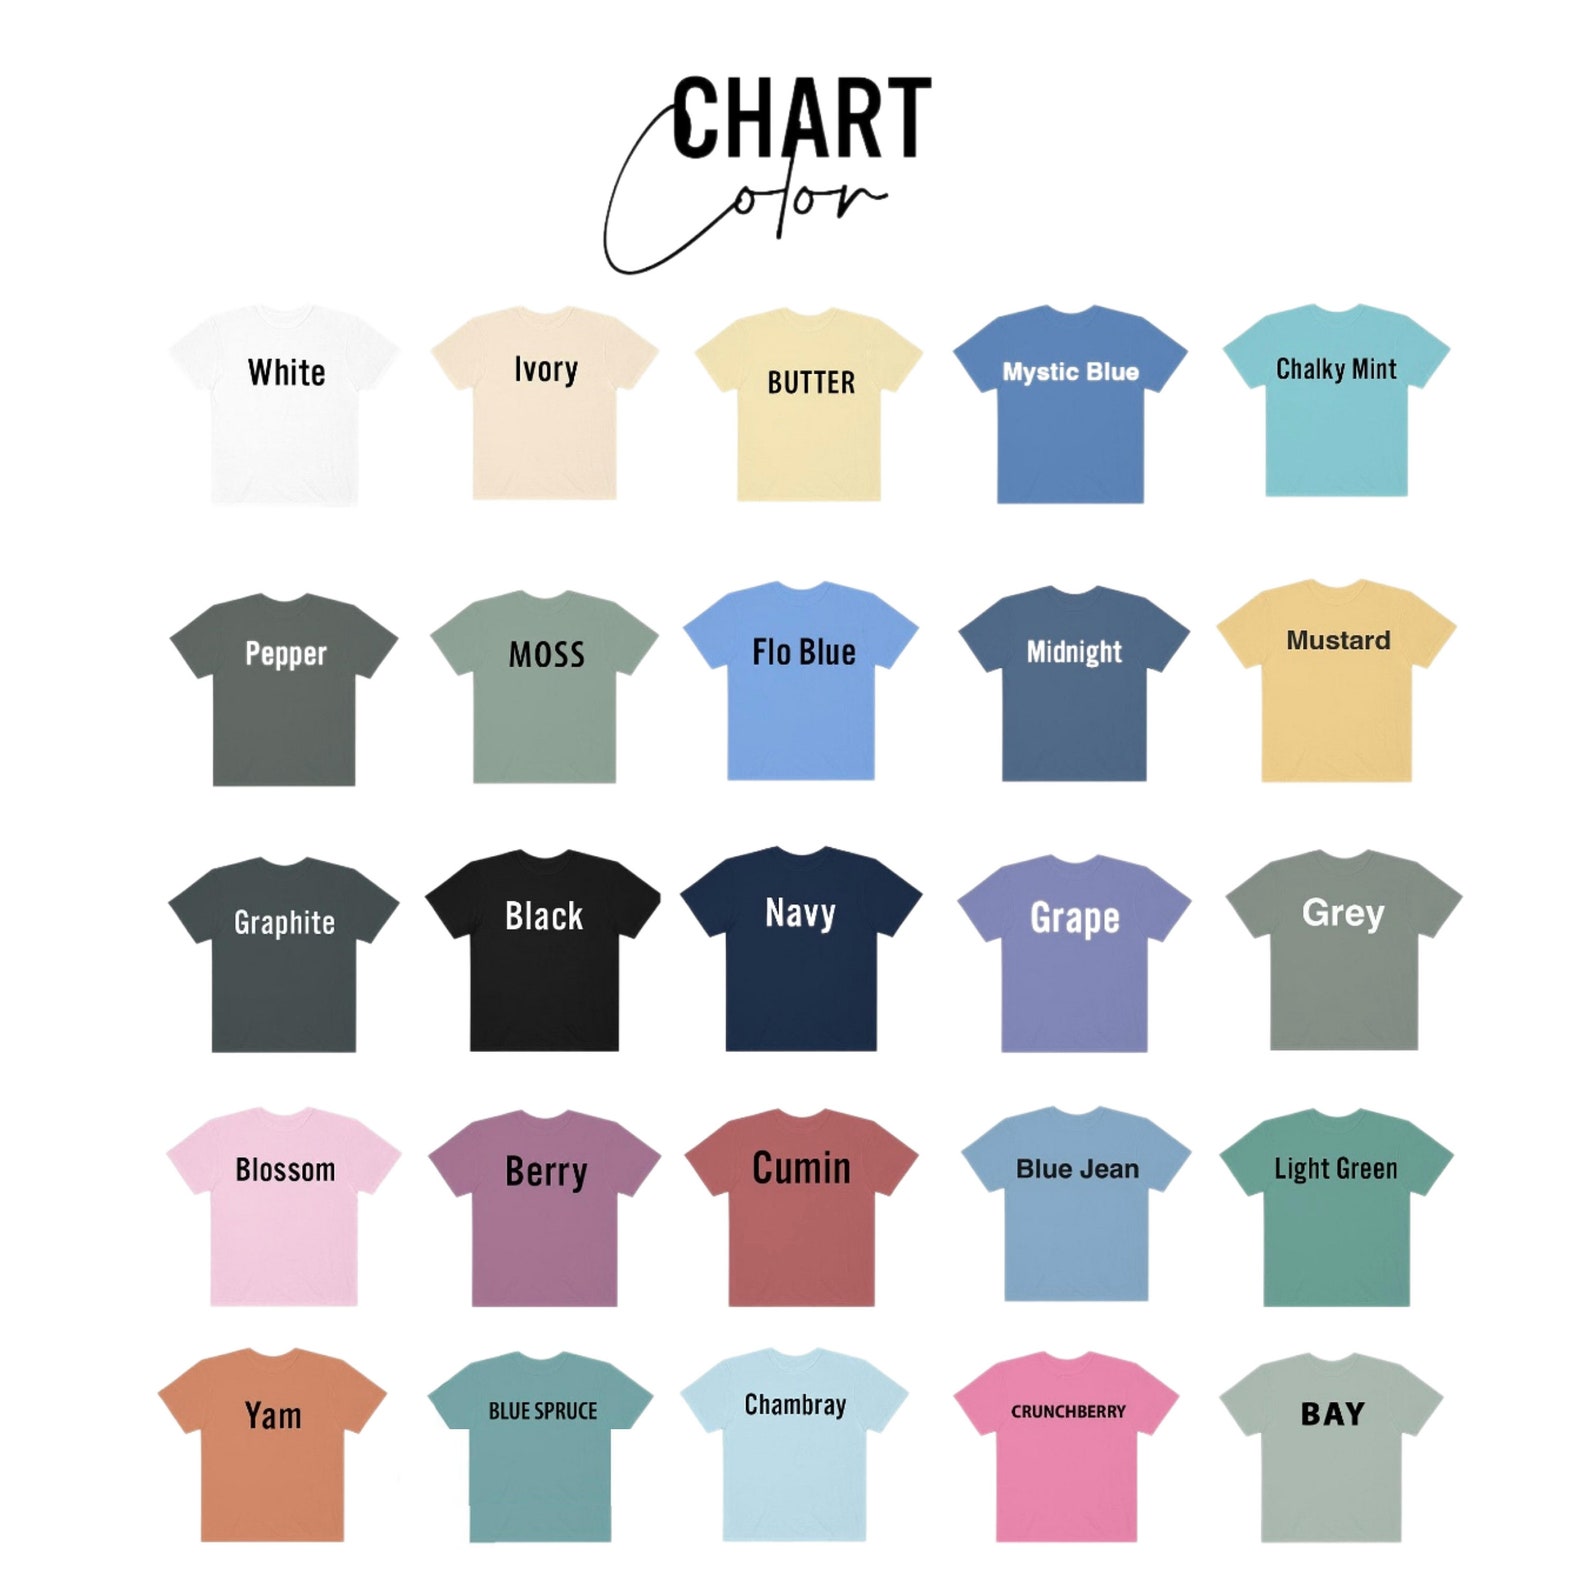 CHART
Color
White
Ivory
BUTTER
Mystic Blue
Chalky Mint
Pepper
MOSS
Flo Blue
Midnight
Mustard
Graphite
Black
Navy
Grape
Grey
Blossom
Berry
Cumin
Blue Jean
Light Green
Yam
BLUE SPRUCE
Chambray
CRUNCHBERRY
BAY